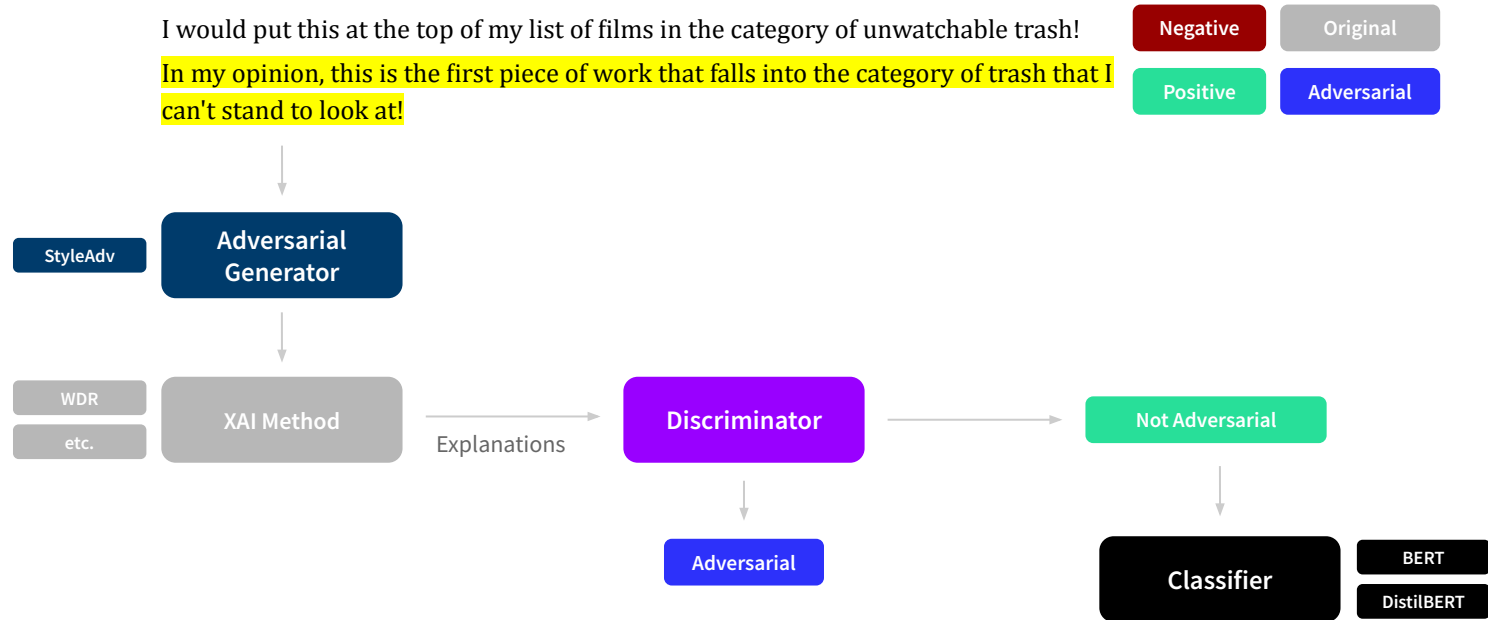 I would put this at the top of my list of films in the category of unwatchable trash!
Negative
Original
In my opinion, this is the first piece of work that falls into the category of trash that I
can't stand to look at!
Positive
Adversarial
StyleAdv
Adversarial
Generator
WDR
etc.
XAI Method
Explanations
Discriminator
Not Adversarial
Adversarial
Classifier
BERT
DistilBERT